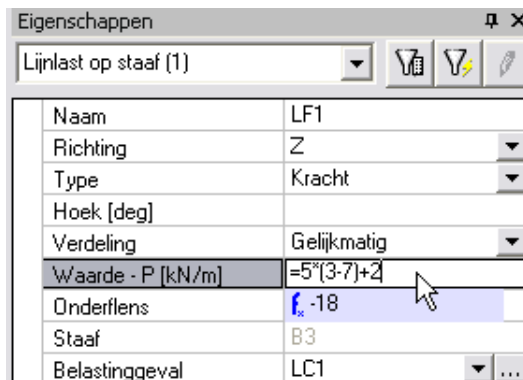 Eigenschappen
Lijnlast op staaf (1)
Naam LF1
Richting Z
Type Kracht
Hoek [deg]
Verdeling Gelijkmatig
Waarde - P [kN/m] =5*(3-7)+2
Onderflens fx -18
Staaf B3
Belastinggeval LC1 ...